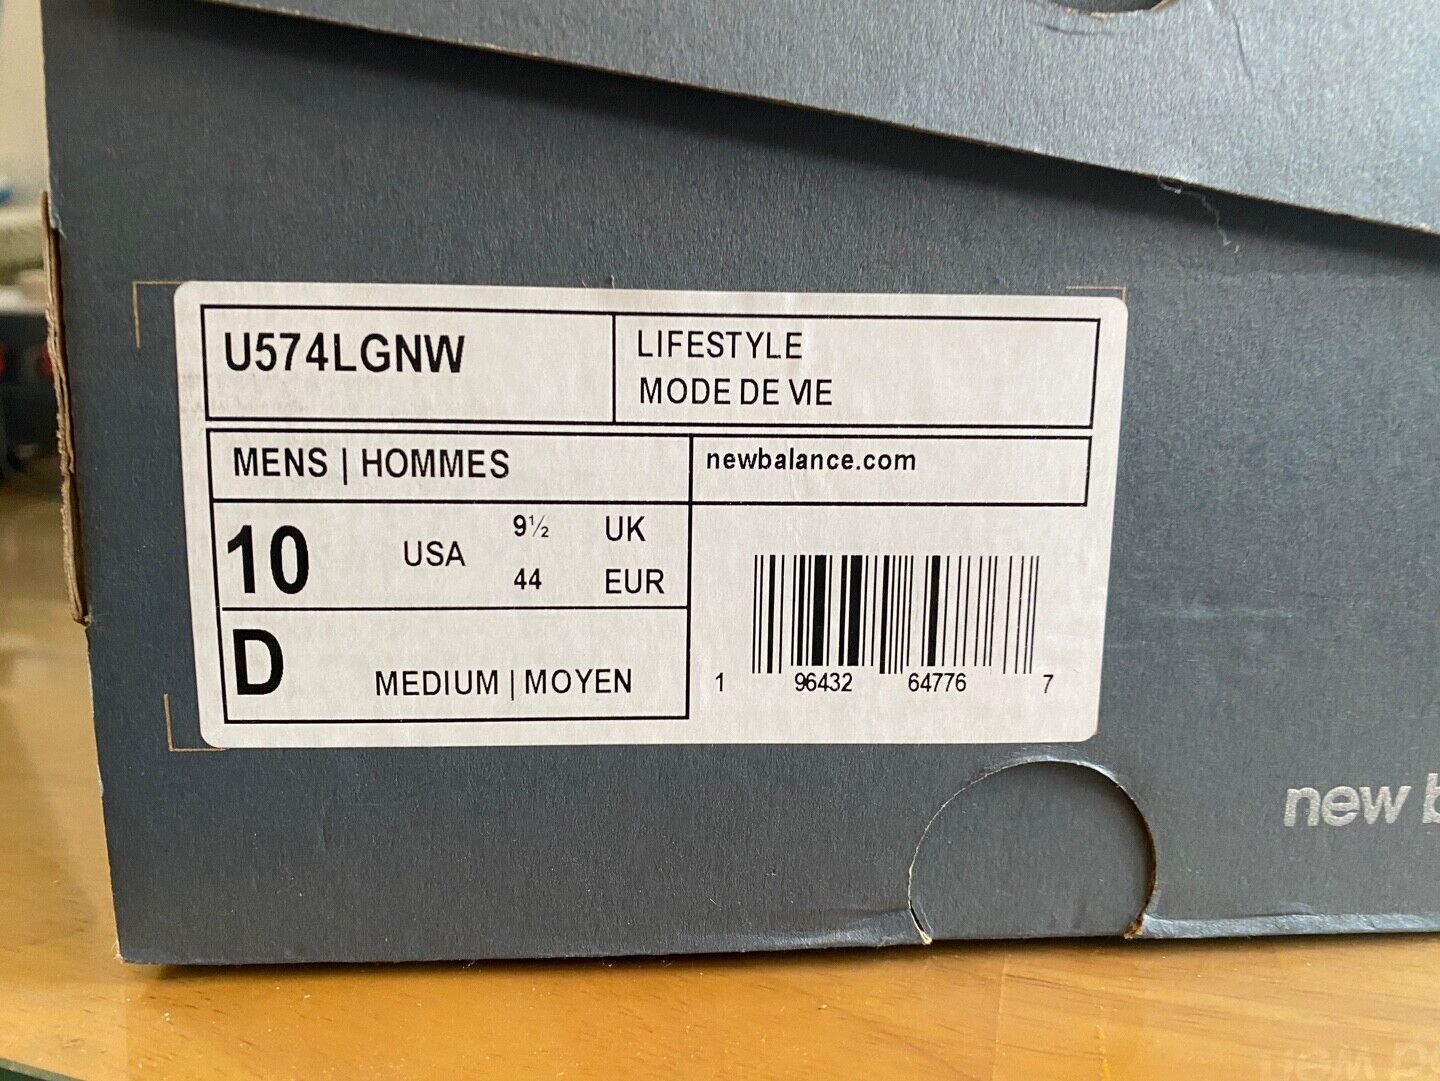 U574LGNW
LIFESTYLE
MODE DE VIE
MENS | HOMMES
newbalance.com
10 USA 9½ UK
44 EUR
D MEDIUM | MOYEN
1 96432 64776 7
new b